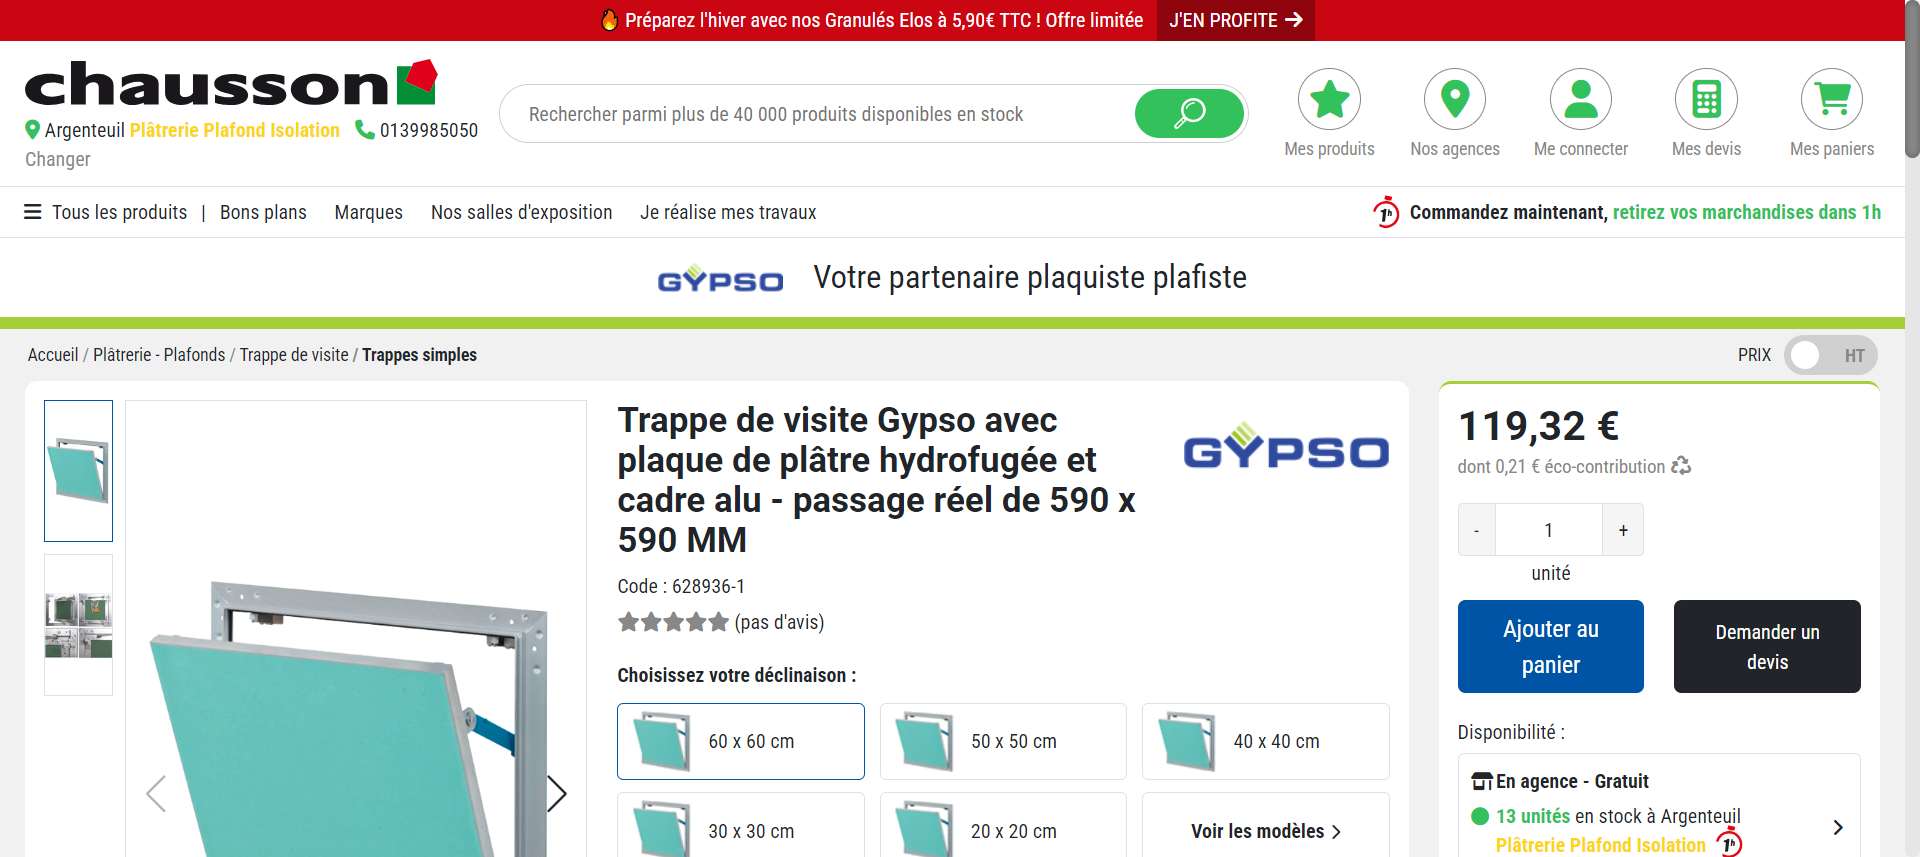 Préparez l'hiver avec nos Granulés Elos à 5,90€ TTC ! Offre limitée
J'EN PROFITE
chausson
Argenteuil Plâtrerie Plafond Isolation 0139985050
Changer
Rechercher parmi plus de 40 000 produits disponibles en stock
Mes produits
Nos agences
Me connecter
Mes devis
Mes paniers
Tous les produits | Bons plans Marques Nos salles d'exposition Je réalise mes travaux
1h Commandez maintenant, retirez vos marchandises dans 1h
GYPSO Votre partenaire plaquiste plafiste
Accueil / Plâtrerie - Plafonds / Trappe de visite / Trappes simples
PRIX HT
Trappe de visite Gypso avec
plaque de plâtre hydrofugée et
cadre alu - passage réel de 590 x
590 MM
GYPSO
Code : 628936-1
(pas d'avis)
Choisissez votre déclinaison :
60 x 60 cm
50 x 50 cm
40 x 40 cm
30 x 30 cm
20 x 20 cm
Voir les modèles
119,32 €
dont 0,21 € éco-contribution
- 1 +
unité
Ajouter au
panier
Demander un
devis
Disponibilité :
En agence - Gratuit
13 unités en stock à Argenteuil
Plâtrerie Plafond Isolation 1h